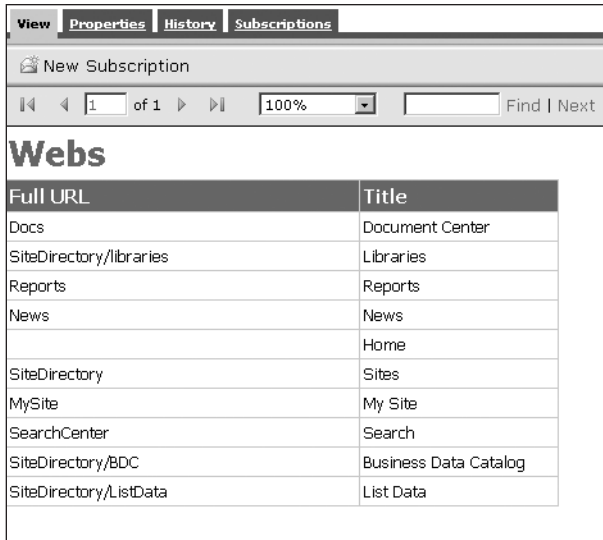 View Properties History Subscriptions
New Subscription
1 of 1 100% Find | Next
Webs
Full URL Title
Docs Document Center
SiteDirectory/libraries Libraries
Reports Reports
News News
Home
SiteDirectory Sites
MySite My Site
SearchCenter Search
SiteDirectory/BDC Business Data Catalog
SiteDirectory/ListData List Data